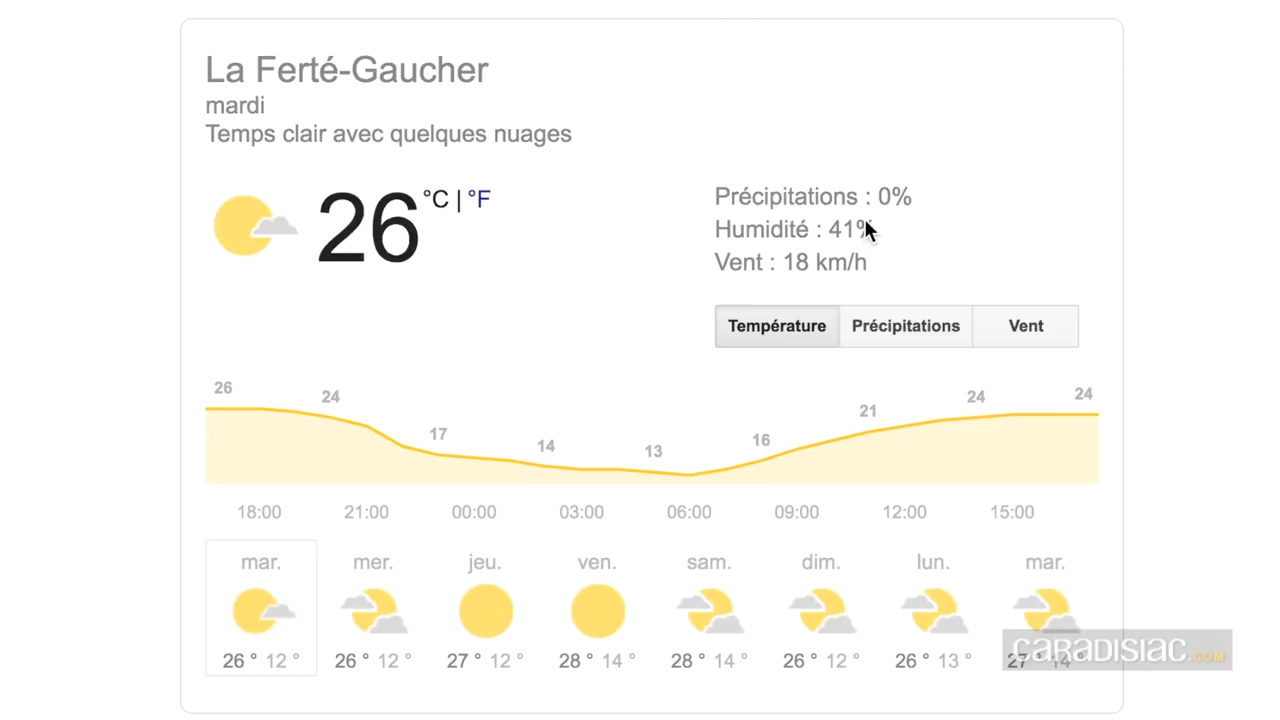 La Ferté-Gaucher
mardi
Temps clair avec quelques nuages
26 °C | °F
Précipitations : 0%
Humidité : 41%
Vent : 18 km/h
Température Précipitations Vent
26 24 17 14 13 16 21 24 24
18:00 21:00 00:00 03:00 06:00 09:00 12:00 15:00
mar. mer. jeu. ven. sam. dim. lun. mar.
26 ° 12 ° 26 ° 12 ° 27 ° 12 ° 28 ° 14 ° 28 ° 14 ° 26 ° 12 ° 26 ° 13 ° 27 ° 14 °
CARADISIAC.COM